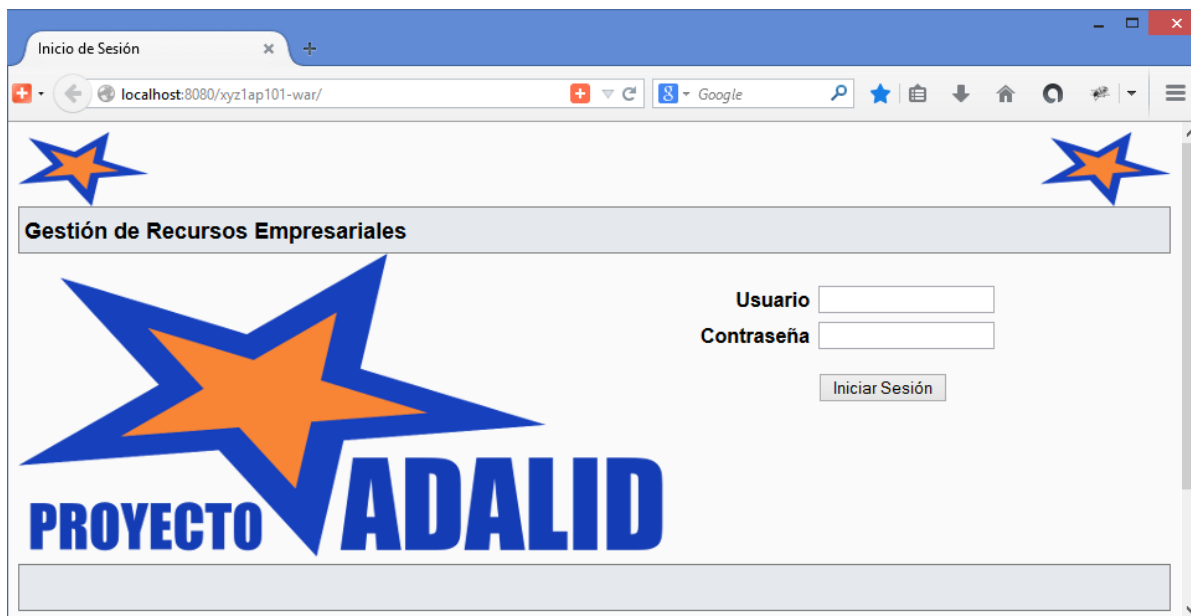 Inicio de Sesión
localhost:8080/xyz1ap101-war/
Google
Gestión de Recursos Empresariales
Usuario
Contraseña
Iniciar Sesión
PROYECTO ADALID